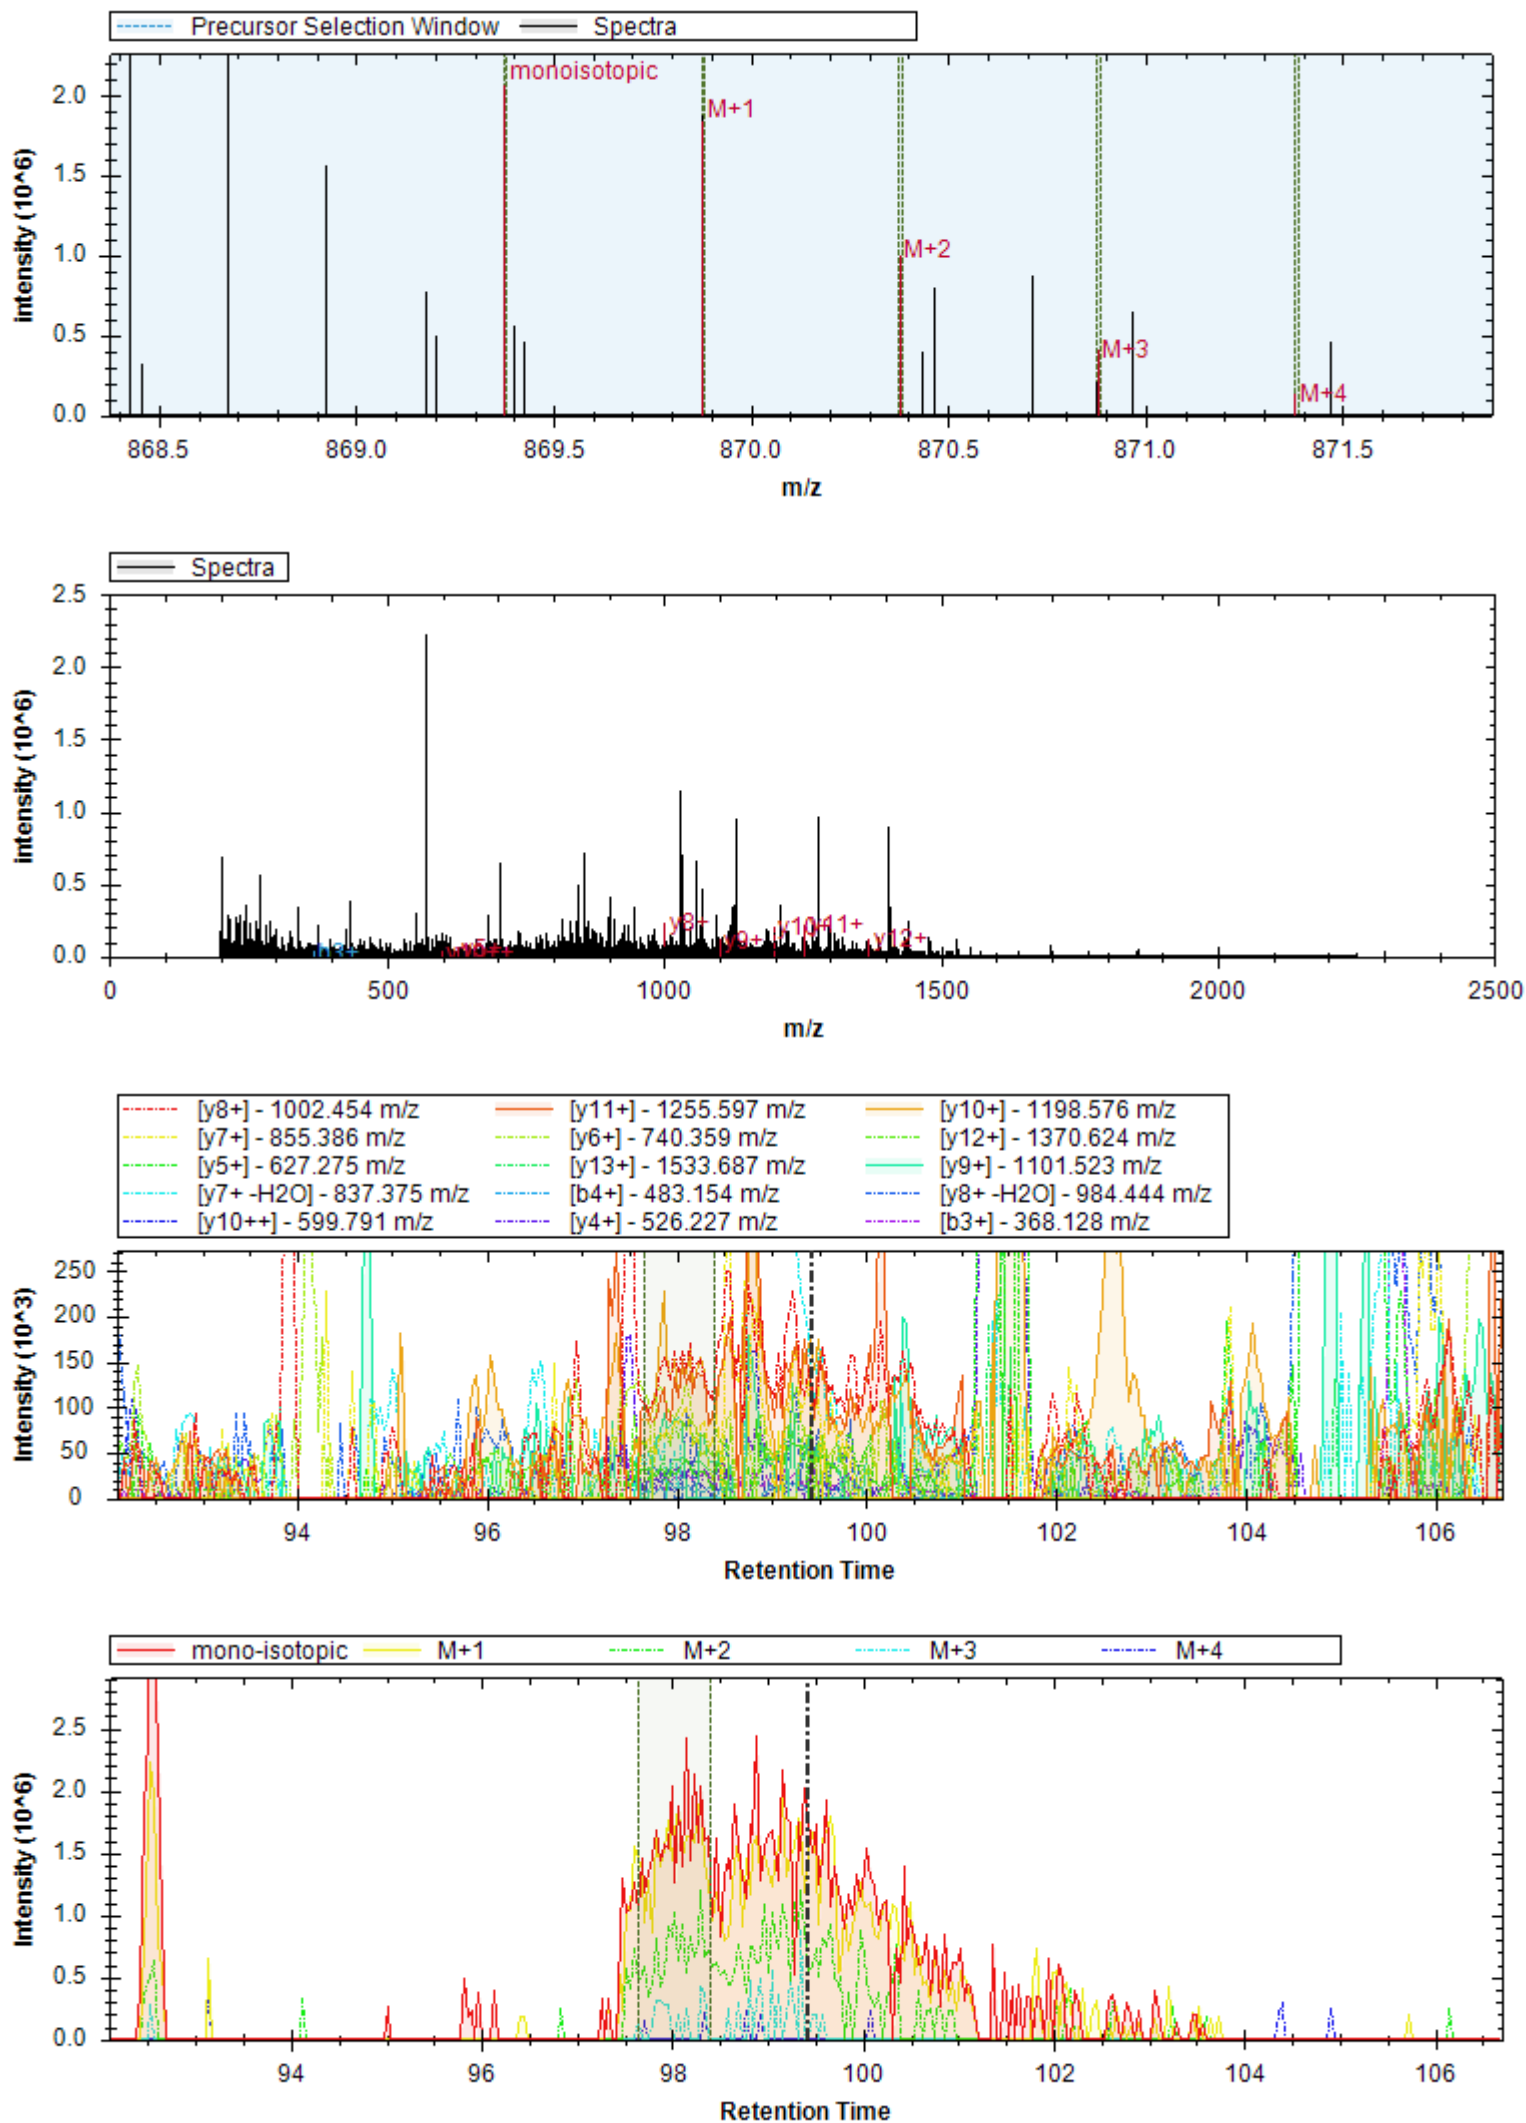 Precursor Selection Window Spectra
monoisotopic
M+1
M+2
M+3
M+4
2.0
1.5
1.0
0.5
0.0
intensity (10^6)
868.5 869.0 869.5 870.0 870.5 871.0 871.5
m/z
Spectra
2.5
2.0
1.5
1.0
0.5
0.0
intensity (10^6)
y8+
y9+
y12+
0 500 1000 1500 2000 2500
m/z
[y8+] - 1002.454 m/z [y11+] - 1255.597 m/z [y10+] - 1198.576 m/z
[y7+] - 855.386 m/z [y6+] - 740.359 m/z [y12+] - 1370.624 m/z
[y5+] - 627.275 m/z [y13+] - 1533.687 m/z [y9+] - 1101.523 m/z
[y7+ -H2O] - 837.375 m/z [b4+] - 483.154 m/z [y8+ -H2O] - 984.444 m/z
[y10++] - 599.791 m/z [y4+] - 526.227 m/z [b3+] - 368.128 m/z
250
200
150
100
50
0
Intensity (10^3)
94 96 98 100 102 104 106
Retention Time
mono-isotopic M+1 M+2 M+3 M+4
2.5
2.0
1.5
1.0
0.5
0.0
Intensity (10^6)
94 96 98 100 102 104 106
Retention Time